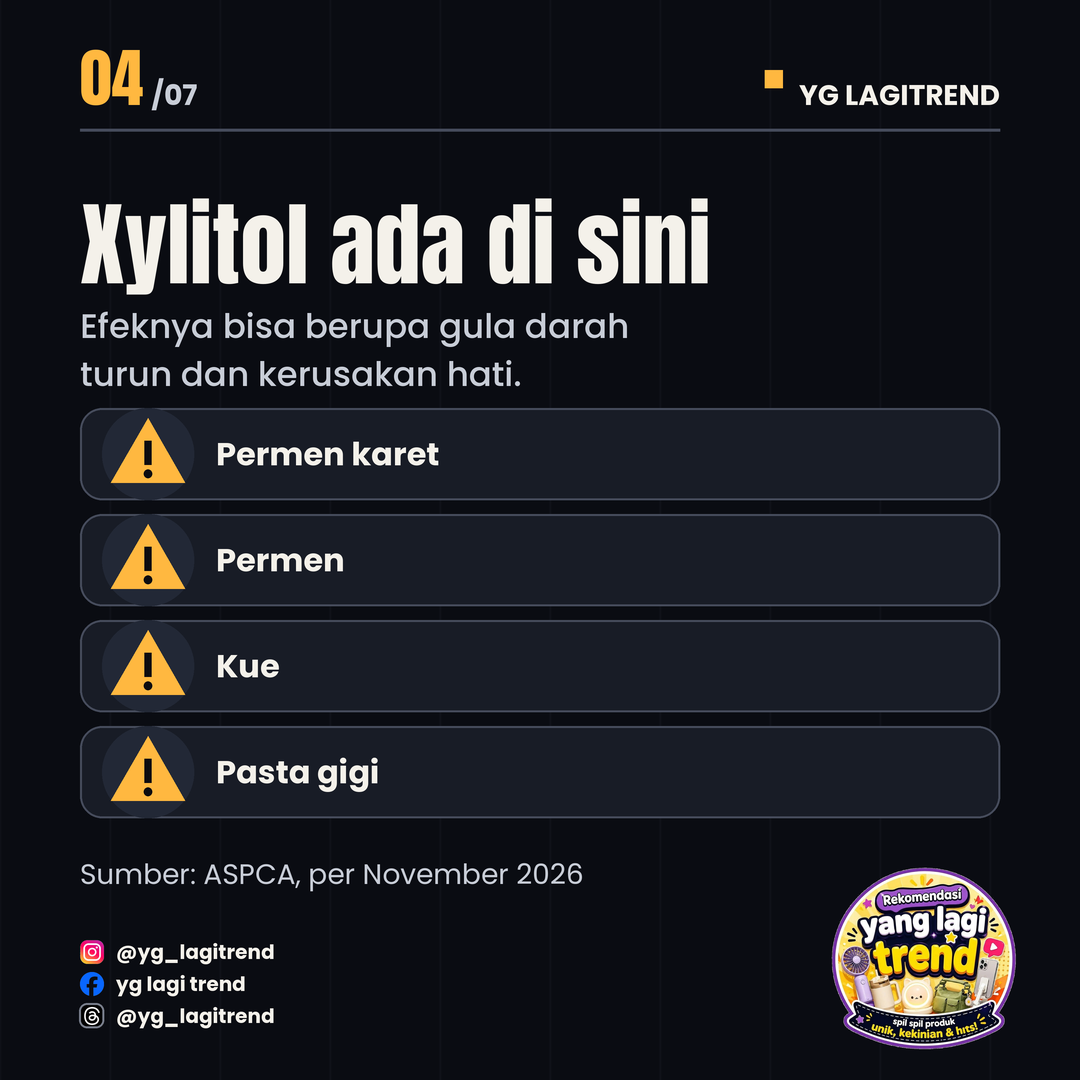 04 /07
YG LAGITREND
Xylitol ada di sini
Efeknya bisa berupa gula darah
turun dan kerusakan hati.
Permen karet
Permen
Kue
Pasta gigi
Sumber: ASPCA, per November 2026
@yg_lagitrend
yg lagi trend
@yg_lagitrend
Rekomendasi
yang lagi
trend
spil spil produk
unik, kekinian & hits!